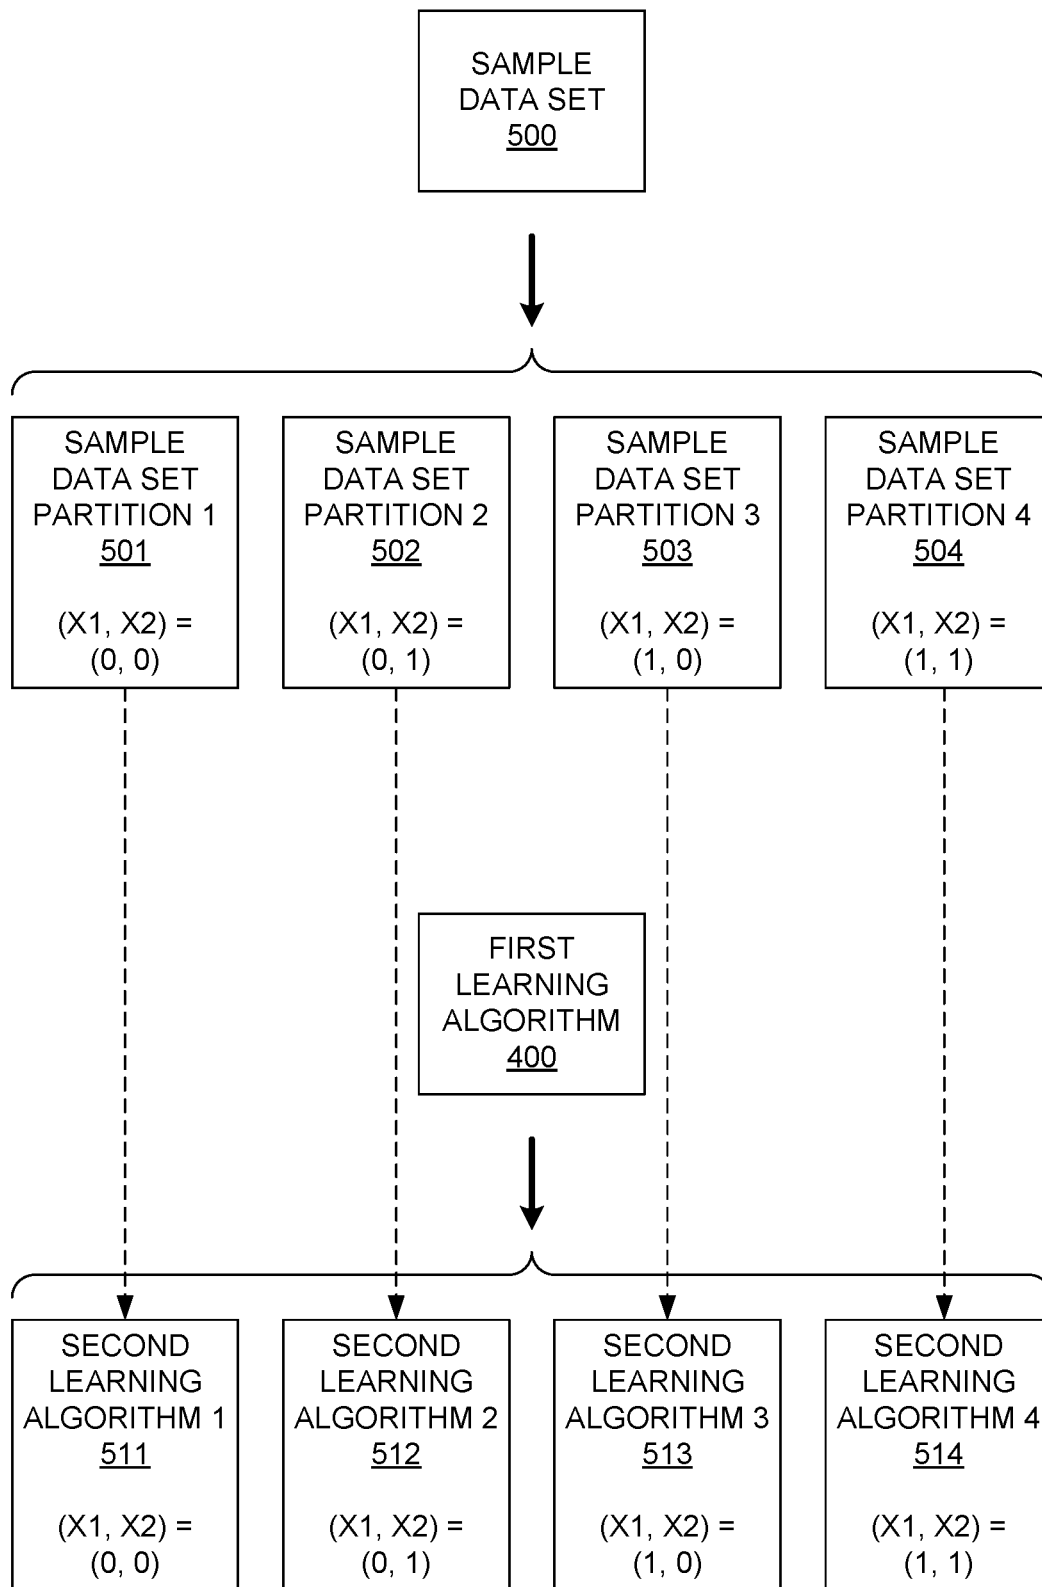 SAMPLE
DATA SET
500
SAMPLE
DATA SET
PARTITION 1
501
(X1, X2) =
(0, 0)
SAMPLE
DATA SET
PARTITION 2
502
(X1, X2) =
(0, 1)
SAMPLE
DATA SET
PARTITION 3
503
(X1, X2) =
(1, 0)
SAMPLE
DATA SET
PARTITION 4
504
(X1, X2) =
(1, 1)
FIRST
LEARNING
ALGORITHM
400
SECOND
LEARNING
ALGORITHM 1
511
(X1, X2) =
(0, 0)
SECOND
LEARNING
ALGORITHM 2
512
(X1, X2) =
(0, 1)
SECOND
LEARNING
ALGORITHM 3
513
(X1, X2) =
(1, 0)
SECOND
LEARNING
ALGORITHM 4
514
(X1, X2) =
(1, 1)